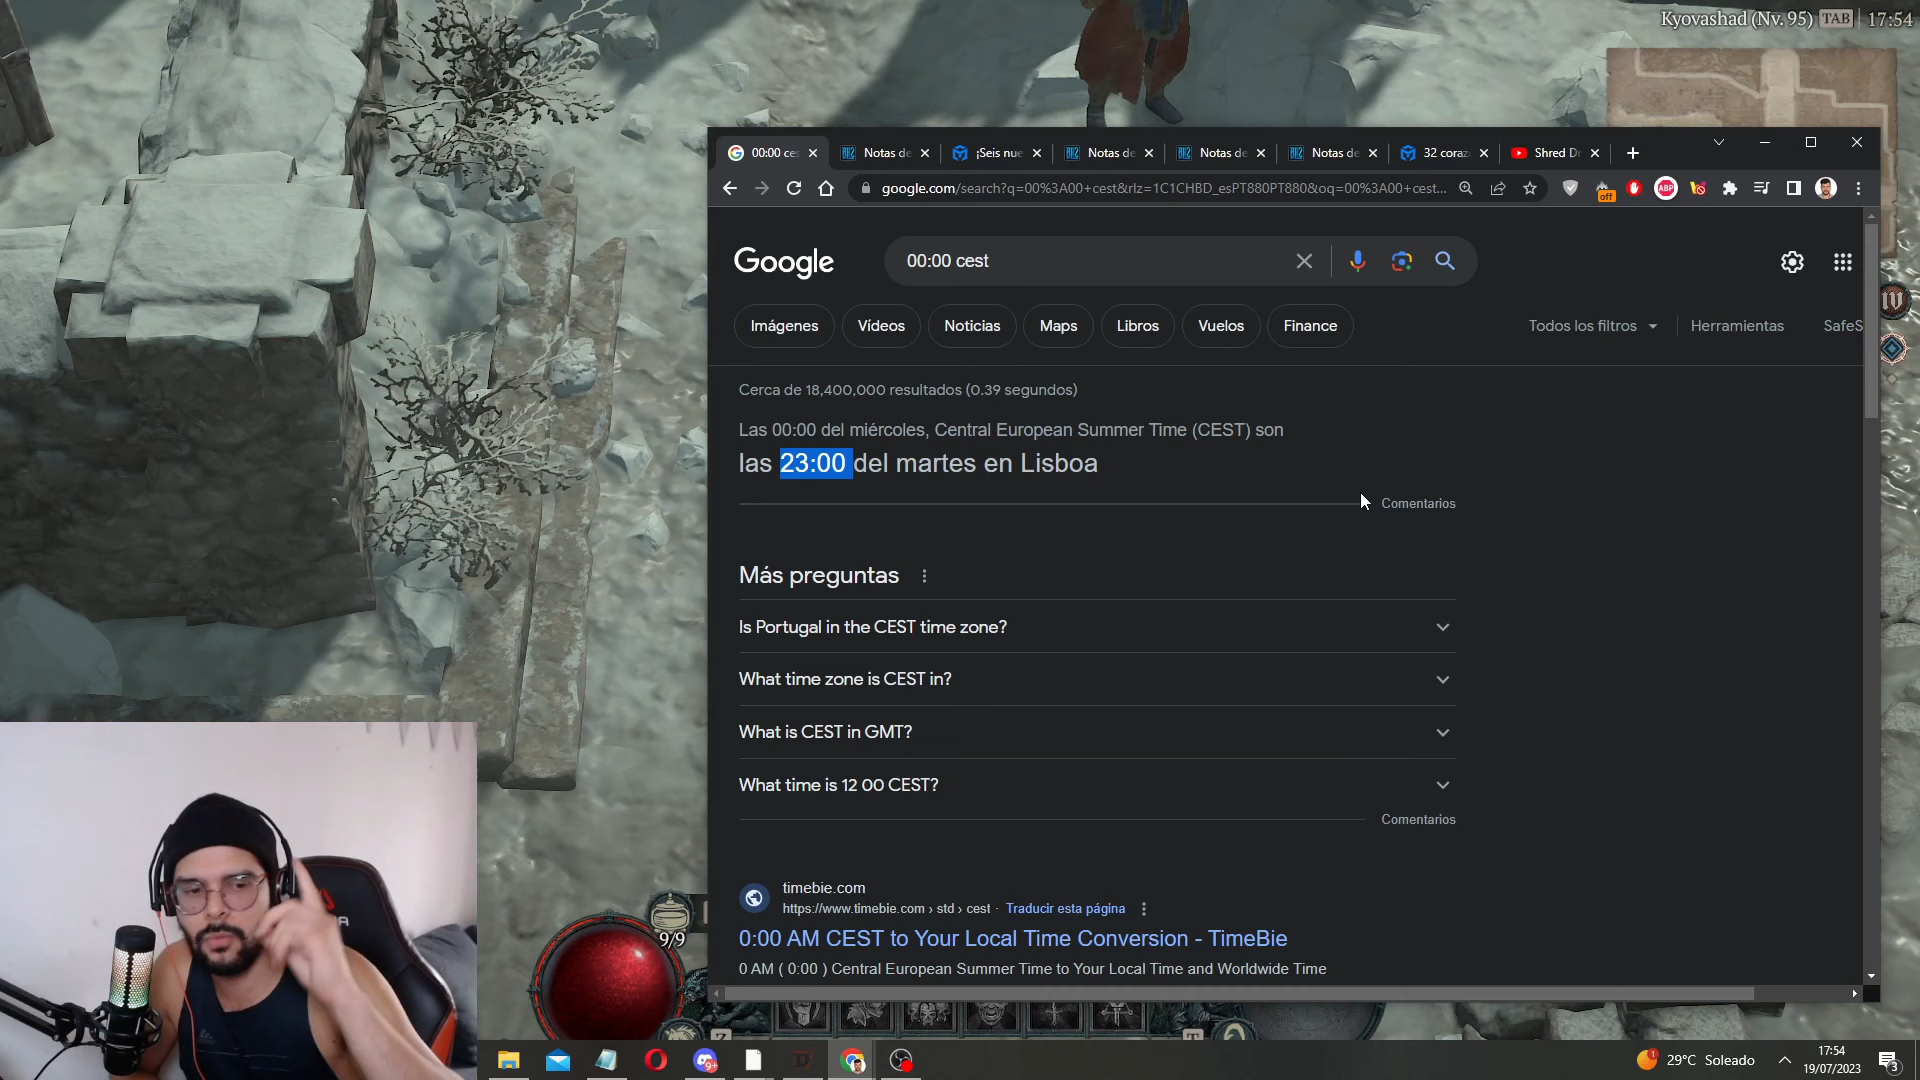 Kyovashad (Nv. 95) TAB 17:54
00:00 ces
Notas de
¡Seis nue
Notas de
Notas de
Notas de
32 coraz
Shred Dr
google.com/search?q=00%3A00+cest&rlz=1C1CHBD_esPT880PT880&oq=00%3A00+cest...
off
ABP
Google
00:00 cest
Imágenes
Vídeos
Noticias
Maps
Libros
Vuelos
Finance
Todos los filtros
Herramientas
SafeS
Cerca de 18,400,000 resultados (0.39 segundos)
Las 00:00 del miércoles, Central European Summer Time (CEST) son
las 23:00 del martes en Lisboa
Comentarios
Más preguntas
Is Portugal in the CEST time zone?
What time zone is CEST in?
What is CEST in GMT?
What time is 12 00 CEST?
Comentarios
timebie.com
https://www.timebie.com › std › cest · Traducir esta página
0:00 AM CEST to Your Local Time Conversion - TimeBie
0 AM ( 0:00 ) Central European Summer Time to Your Local Time and Worldwide Time
9/9
Z
T
9+
29°C Soleado
17:54
19/07/2023
3